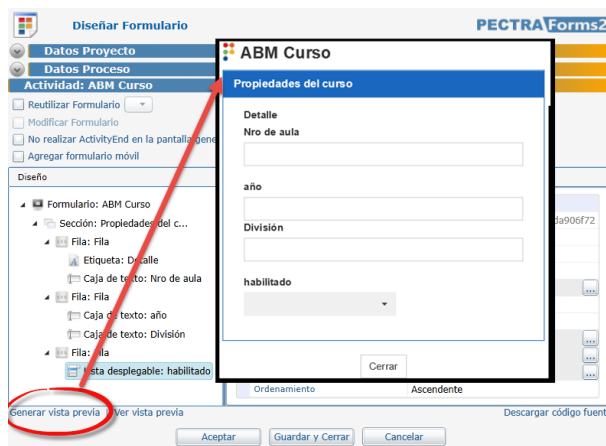 Diseñar Formulario
PECTRA Forms2
Datos Proyecto
Datos Proceso
Actividad: ABM Curso
Reutilizar Formulario
Modificar Formulario
No realizar ActivityEnd en la pantalla gene
Agregar formulario móvil
Diseño
Formulario: ABM Curso
Sección: Propiedades del c...
Fila: Fila
Etiqueta: Detalle
Caja de texto: Nro de aula
Fila: Fila
Caja de texto: año
Caja de texto: División
Fila: Fila
Lista desplegable: habilitado
ABM Curso
Propiedades del curso
Detalle
Nro de aula
año
División
habilitado
Cerrar
da906f72
...
...
...
...
Ordenamiento Ascendente
Generar vista previa Ver vista previa
Descargar código fuent
Aceptar Guardar y Cerrar Cancelar